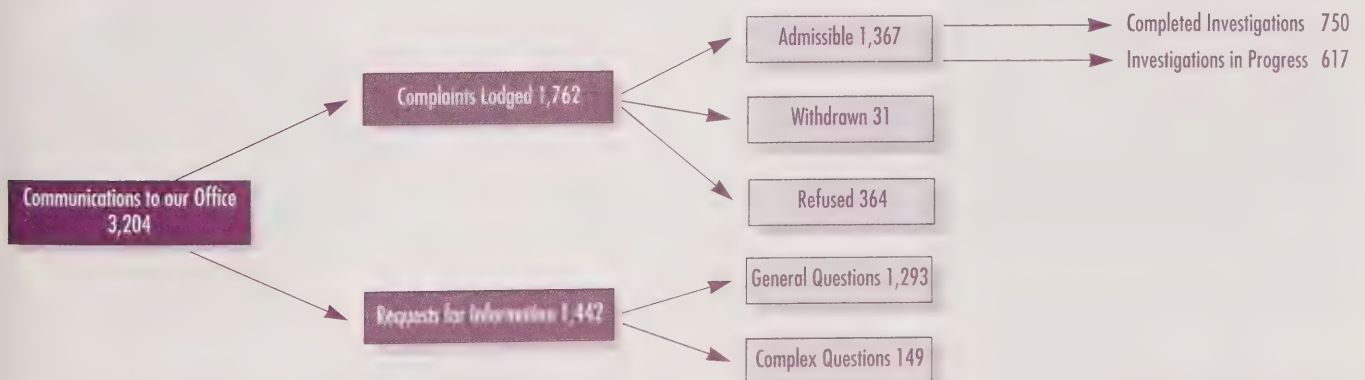 Communications to our Office
3,204
Complaints Lodged 1,762
Requests for Information 1,442
Admissible 1,367
Withdrawn 31
Refused 364
General Questions 1,293
Complex Questions 149
Completed Investigations 750
Investigations in Progress 617